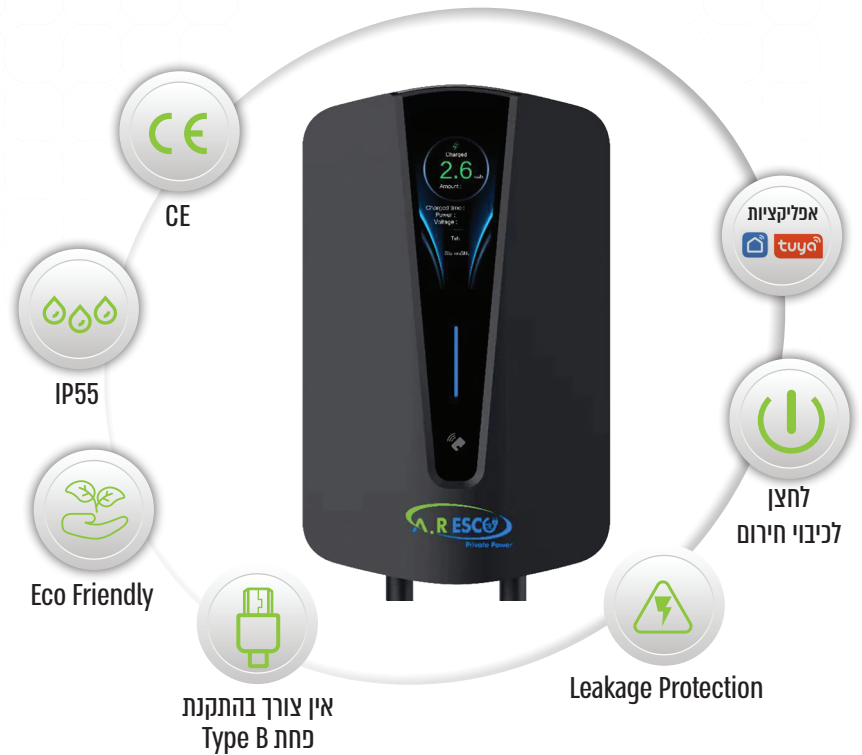 CE
CE
IP55
Eco Friendly
אין צורך בהתקנת
פחת Type B
Charged
2.6
Amount :
Charged time :
Power :
Voltage :
A.R ESCO
Private Power
אפליקציות
tuya
לחצן
לכיבוי חירום
Leakage Protection